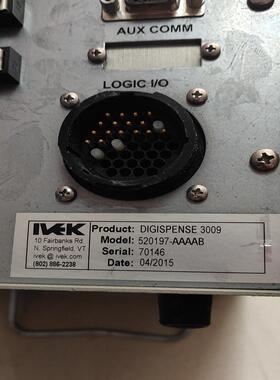 AUX COMM
LOGIC I/O
IVEK
10 Fairbanks Rd.
N. Springfield, VT
ivek @ ivek.com
(802) 886-2238
Product: DIGISPENSE 3009
Model: 520197-AAAAB
Serial: 70146
Date: 04/2015